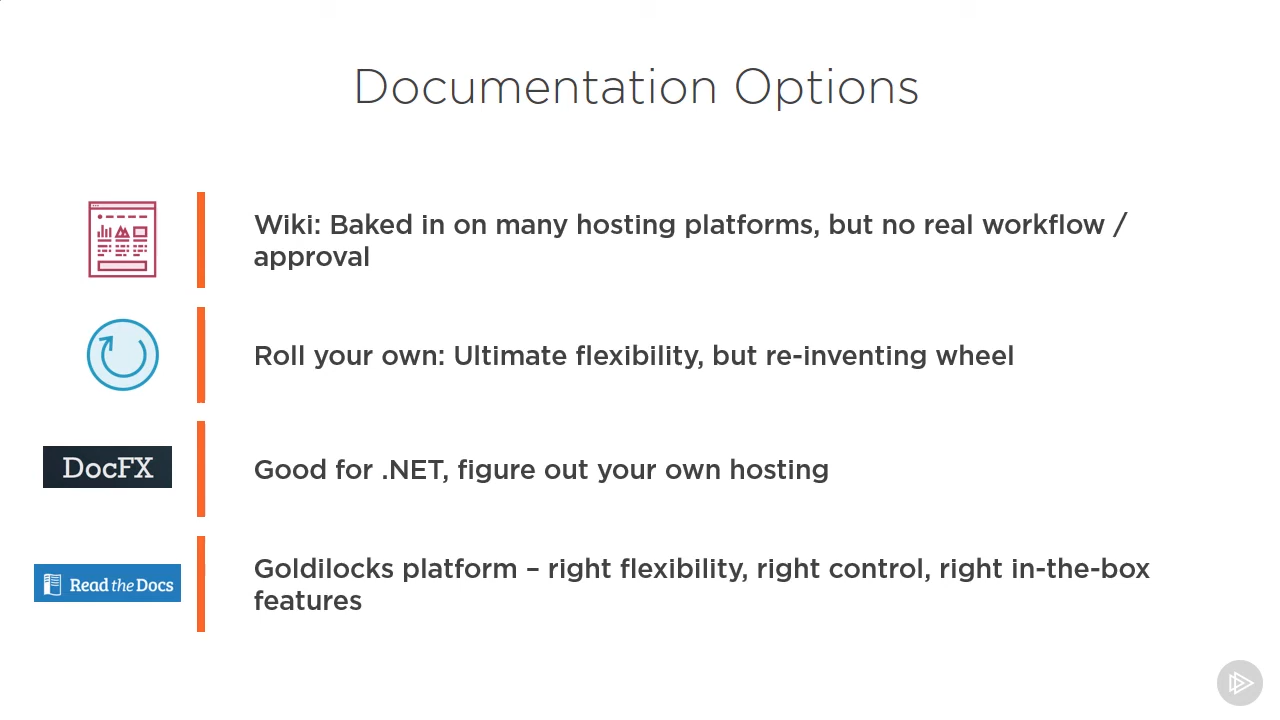 Documentation Options
Wiki: Baked in on many hosting platforms, but no real workflow /
approval
Roll your own: Ultimate flexibility, but re-inventing wheel
DocFX
Good for .NET, figure out your own hosting
Read the Docs
Goldilocks platform – right flexibility, right control, right in-the-box
features